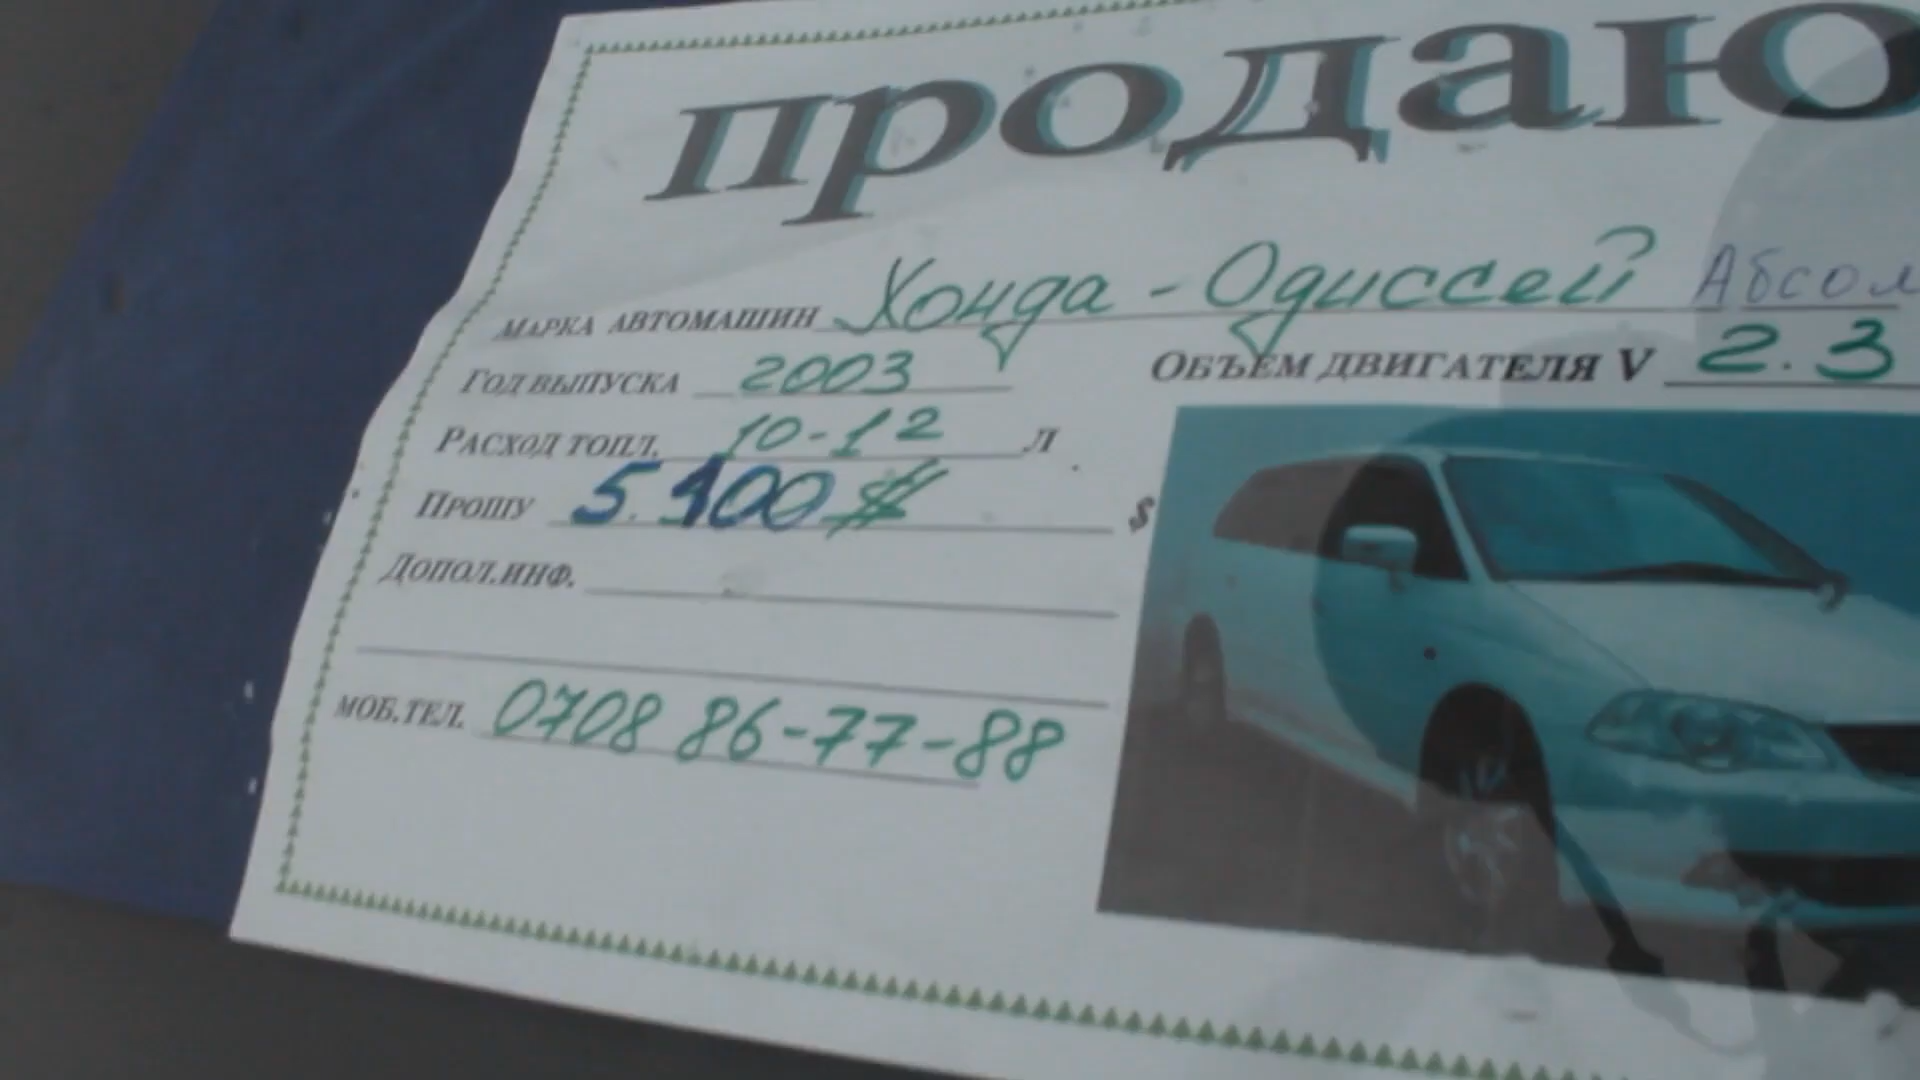 продаю
МАРКА АВТОМАШИН Хонда - Одиссей Абсол
ГОД ВЫПУСКА 2003 ОБЪЕМ ДВИГАТЕЛЯ V 2.3
РАСХОД ТОПЛ. 10-12 Л
ПРОШУ 5.100 $ $
ДОПОЛ.ИНФ.
МОБ.ТЕЛ. 0708 86-77-88